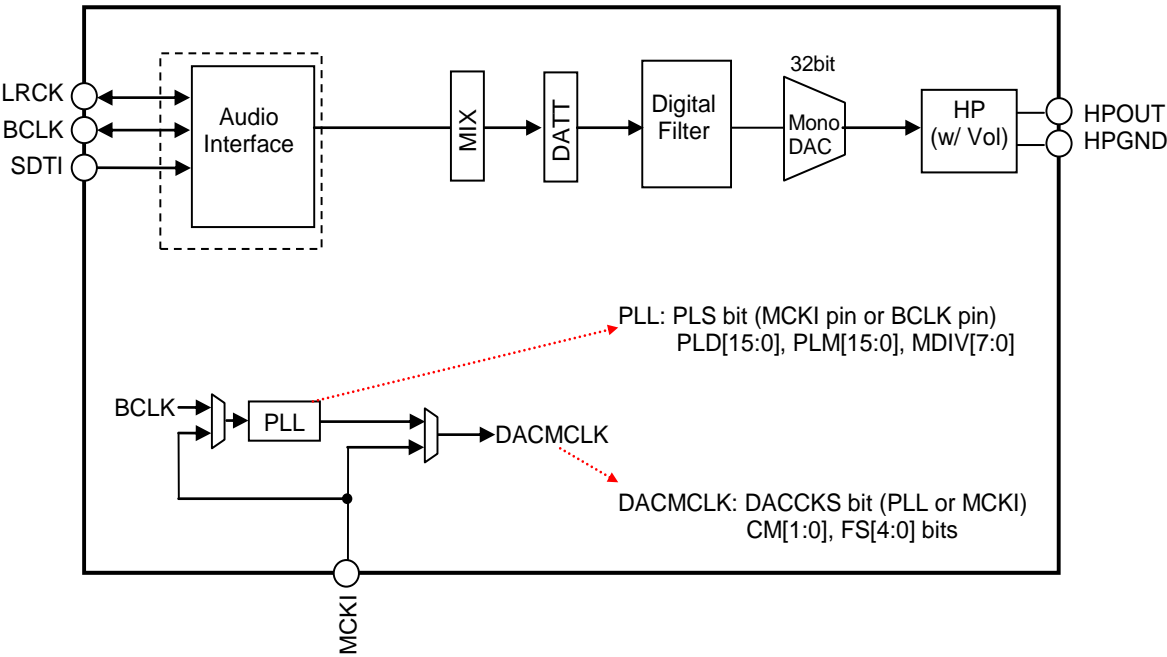 LRCK
BCLK
SDTI
Audio
Interface
MIX
DATT
Digital
Filter
32bit
Mono
DAC
HP
(w/ Vol)
HPOUT
HPGND
PLL: PLS bit (MCKI pin or BCLK pin)
PLD[15:0], PLM[15:0], MDIV[7:0]
BCLK
PLL
DACMCLK
DACMCLK: DACCKS bit (PLL or MCKI)
CM[1:0], FS[4:0] bits
MCKI